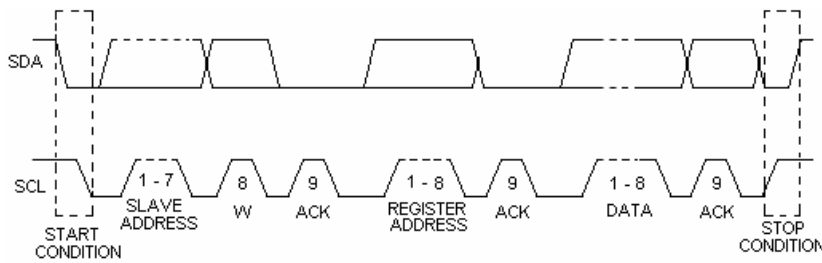 SDA
SCL
1 - 7
8
9
1 - 8
9
1 - 8
9
SLAVE
ADDRESS
W
ACK
REGISTER
ADDRESS
ACK
DATA
ACK
START
CONDITION
STOP
CONDITION